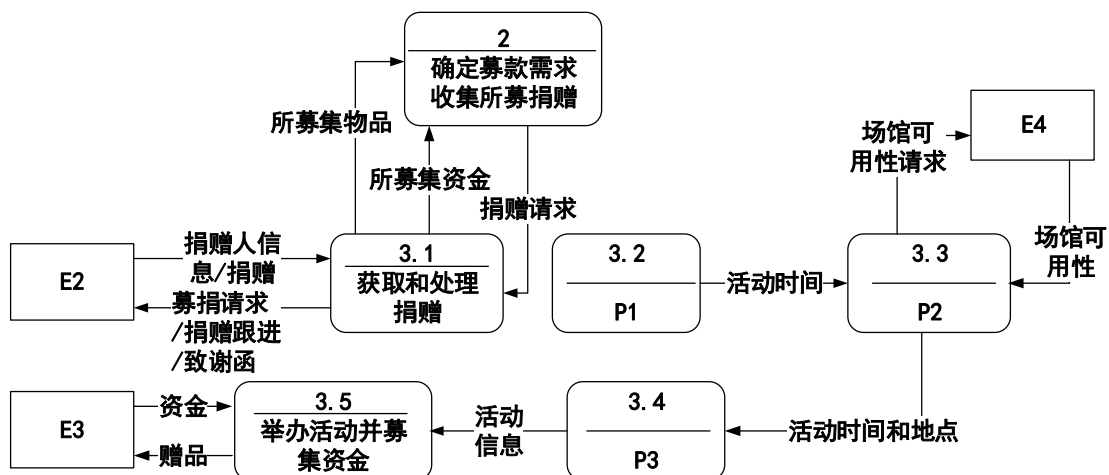 2
确定募款需求
收集所募捐赠
所募集物品
所募集资金
捐赠请求
场馆可
用性请求
E4
场馆可
用性
E2
捐赠人信
息/捐赠
募捐请求
/捐赠跟进
/致谢函
3.1
获取和处理
捐赠
3.2
P1
活动时间
3.3
P2
E3
资金
赠品
3.5
举办活动并募
集资金
活动
信息
3.4
P3
活动时间和地点